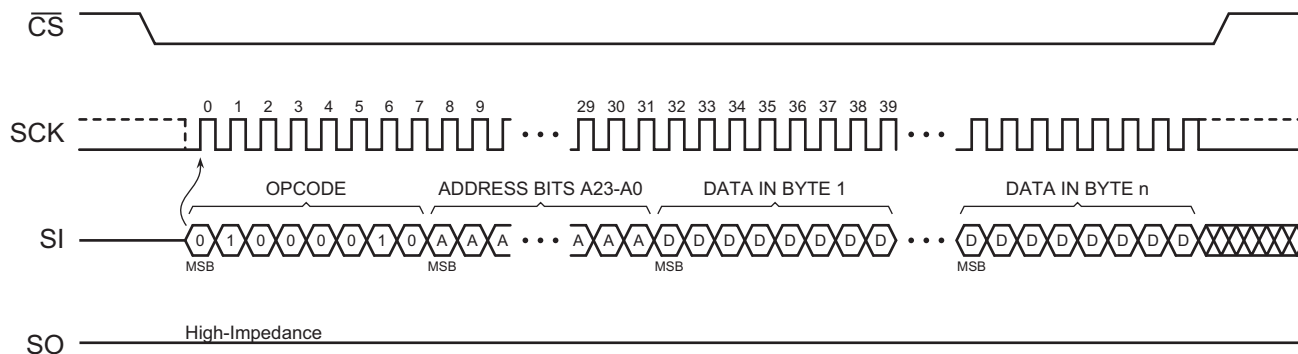 CS
0 1 2 3 4 5 6 7 8 9 29 30 31 32 33 34 35 36 37 38 39
SCK
OPCODE ADDRESS BITS A23-A0 DATA IN BYTE 1 DATA IN BYTE n
SI 0 1 0 0 0 0 1 0 A A A A A A D D D D D D D D D D D D D D D D
MSB MSB MSB MSB
High-Impedance
SO